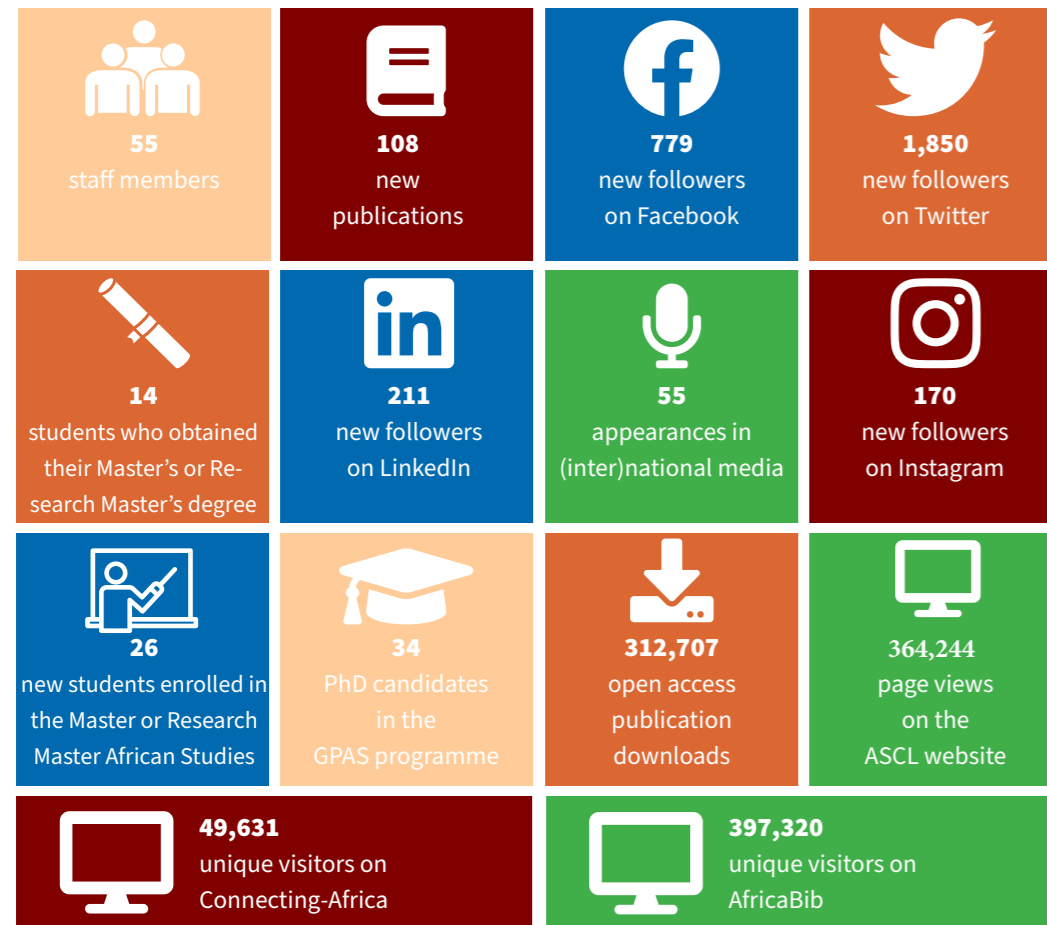 55
staff members
108
new
publications
779
new followers
on Facebook
1,850
new followers
on Twitter
14
students who obtained
their Master's or Re-
search Master's degree
in
211
new followers
on LinkedIn
55
appearances in
(inter)national media
170
new followers
on Instagram
26
new students enrolled in
the Master or Research
Master African Studies
34
PhD candidates
in the
GPAS programme
312,707
open access
publication
downloads
364,244
page views
on the
ASCL website
49,631
unique visitors on
Connecting-Africa
397,320
unique visitors on
AfricaBib